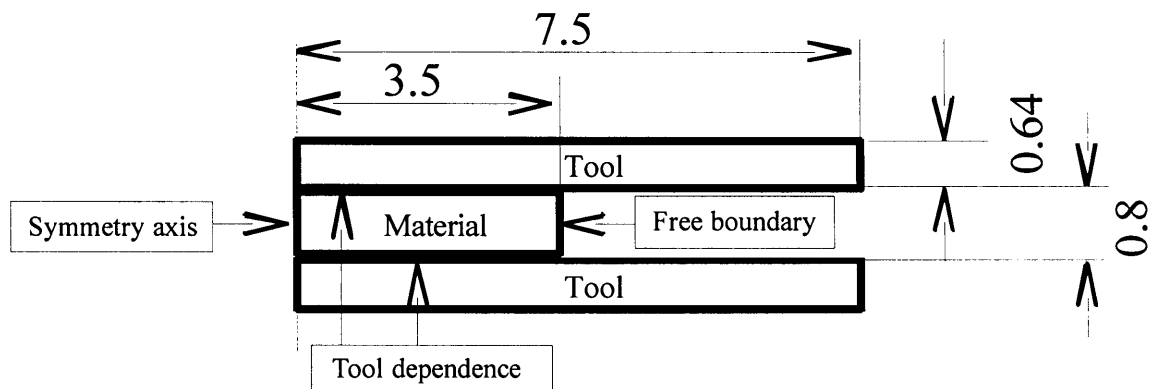 7.5
3.5
0.64
Tool
Symmetry axis
Material
Free boundary
0.8
Tool
Tool dependence